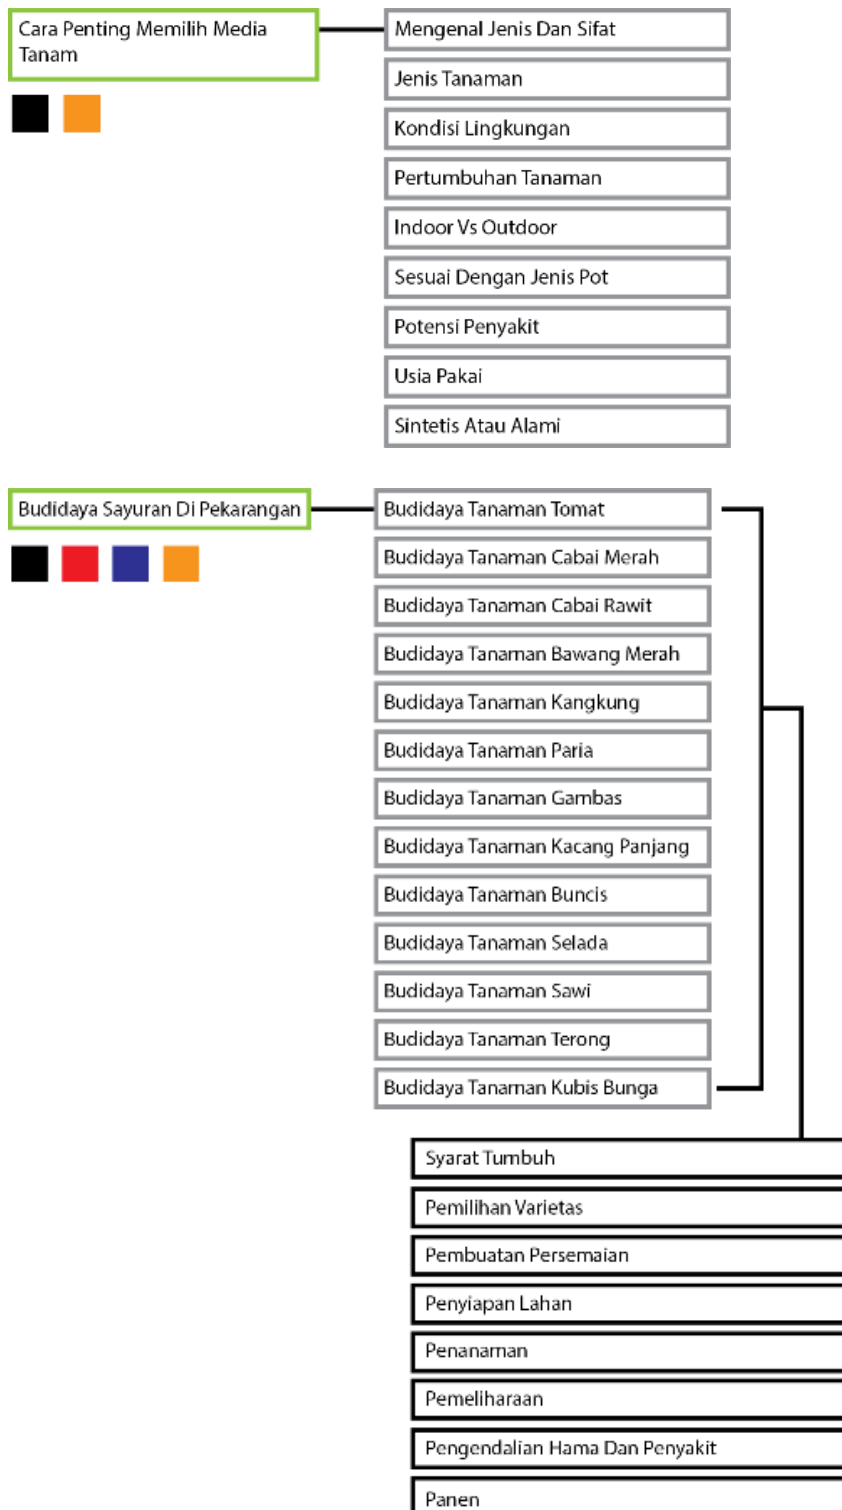 Cara Penting Memilih Media
Tanam
Mengenal Jenis Dan Sifat
Jenis Tanaman
Kondisi Lingkungan
Pertumbuhan Tanaman
Indoor Vs Outdoor
Sesuai Dengan Jenis Pot
Potensi Penyakit
Usia Pakai
Sintetis Atau Alami
Budidaya Sayuran Di Pekarangan
Budidaya Tanaman Tomat
Budidaya Tanaman Cabai Merah
Budidaya Tanaman Cabai Rawit
Budidaya Tanaman Bawang Merah
Budidaya Tanaman Kangkung
Budidaya Tanaman Paria
Budidaya Tanaman Gambas
Budidaya Tanaman Kacang Panjang
Budidaya Tanaman Buncis
Budidaya Tanaman Selada
Budidaya Tanaman Sawi
Budidaya Tanaman Terong
Budidaya Tanaman Kubis Bunga
Syarat Tumbuh
Pemilihan Varietas
Pembuatan Persemaian
Penyiapan Lahan
Penanaman
Pemeliharaan
Pengendalian Hama Dan Penyakit
Panen